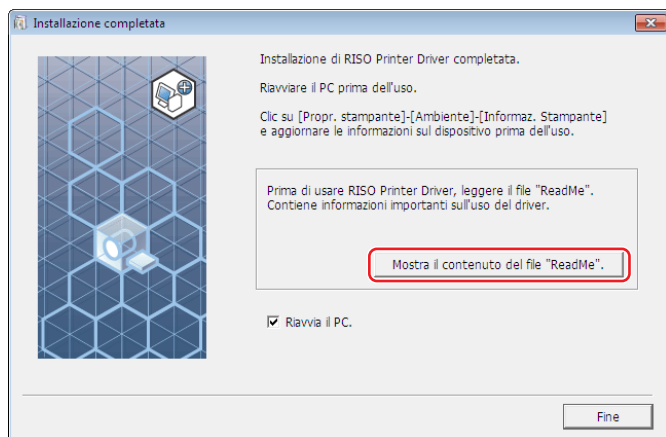 Installazione completata
Installazione di RISO Printer Driver completata.
Riavviare il PC prima dell'uso.
Clic su [Propr. stampante]-[Ambiente]-[Informaz. Stampante]
e aggiornare le informazioni sul dispositivo prima dell'uso.
Prima di usare RISO Printer Driver, leggere il file "ReadMe".
Contiene informazioni importanti sull'uso del driver.
Mostra il contenuto del file "ReadMe".
Riavvia il PC.
Fine